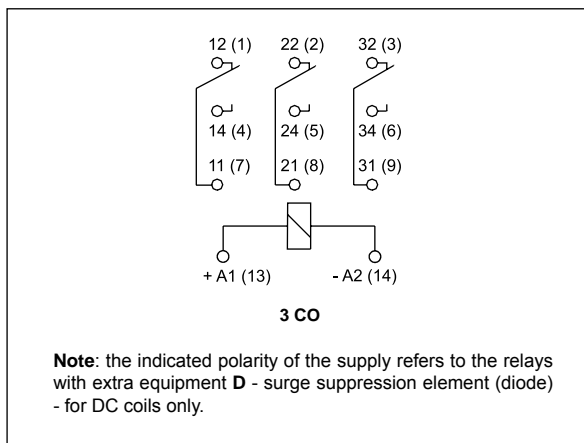 12 (1) 22 (2) 32 (3)
14 (4) 24 (5) 34 (6)
11 (7) 21 (8) 31 (9)
+ A1 (13) - A2 (14)
3 CO
Note: the indicated polarity of the supply refers to the relays
with extra equipment D - surge suppression element (diode)
- for DC coils only.